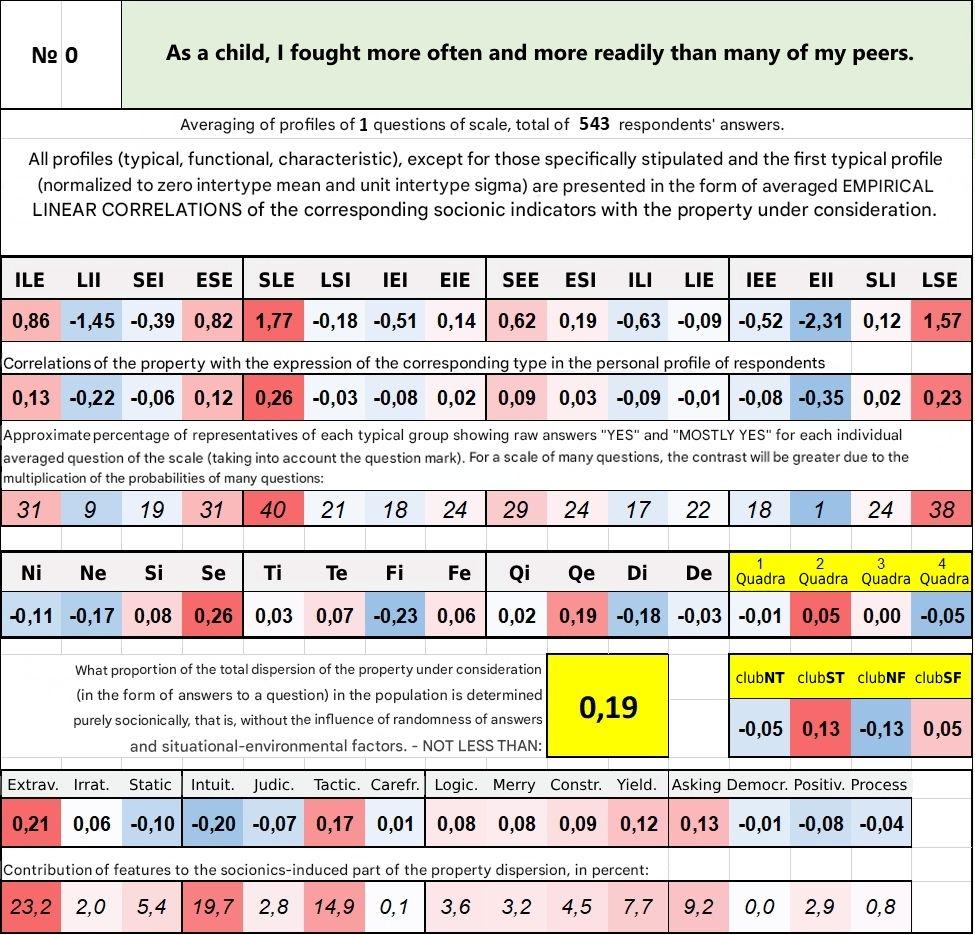 № 0
As a child, I fought more often and more readily than many of my peers.
Averaging of profiles of 1 questions of scale, total of 543 respondents' answers.
All profiles (typical, functional, characteristic), except for those specifically stipulated and the first typical profile
(normalized to zero intertype mean and unit intertype sigma) are presented in the form of averaged EMPIRICAL
LINEAR CORRELATIONS of the corresponding socionic indicators with the property under consideration.
ILE LII SEI ESE SLE LSI IEI EIE SEE ESI ILI LIE IEE EII SLI LSE
0,86 -1,45 -0,39 0,82 1,77 -0,18 -0,51 0,14 0,62 0,19 -0,63 -0,09 -0,52 -2,31 0,12 1,57
Correlations of the property with the expression of the corresponding type in the personal profile of respondents
0,13 -0,22 -0,06 0,12 0,26 -0,03 -0,08 0,02 0,09 0,03 -0,09 -0,01 -0,08 -0,35 0,02 0,23
Approximate percentage of representatives of each typical group showing raw answers "YES" and "MOSTLY YES" for each individual
averaged question of the scale (taking into account the question mark). For a scale of many questions, the contrast will be greater due to the
multiplication of the probabilities of many questions:
31 9 19 31 40 21 18 24 29 24 17 22 18 1 24 38
Ni Ne Si Se Ti Te Fi Fe Qi Qe Di De 1 Quadra 2 Quadra 3 Quadra 4 Quadra
-0,11 -0,17 0,08 0,26 0,03 0,07 -0,23 0,06 0,02 0,19 -0,18 -0,03 -0,01 0,05 0,00 -0,05
What proportion of the total dispersion of the property under consideration
(in the form of answers to a question) in the population is determined
purely socionically, that is, without the influence of randomness of answers
and situational-environmental factors. - NOT LESS THAN:
0,19
clubNT clubST clubNF clubSF
-0,05 0,13 -0,13 0,05
Extrav. Irrat. Static Intuit. Judic. Tactic. Carefr. Logic. Merry Constr. Yield. Asking Democr. Positiv. Process
0,21 0,06 -0,10 -0,20 -0,07 0,17 0,01 0,08 0,08 0,09 0,12 0,13 -0,01 -0,08 -0,04
Contribution of features to the socionics-induced part of the property dispersion, in percent:
23,2 2,0 5,4 19,7 2,8 14,9 0,1 3,6 3,2 4,5 7,7 9,2 0,0 2,9 0,8